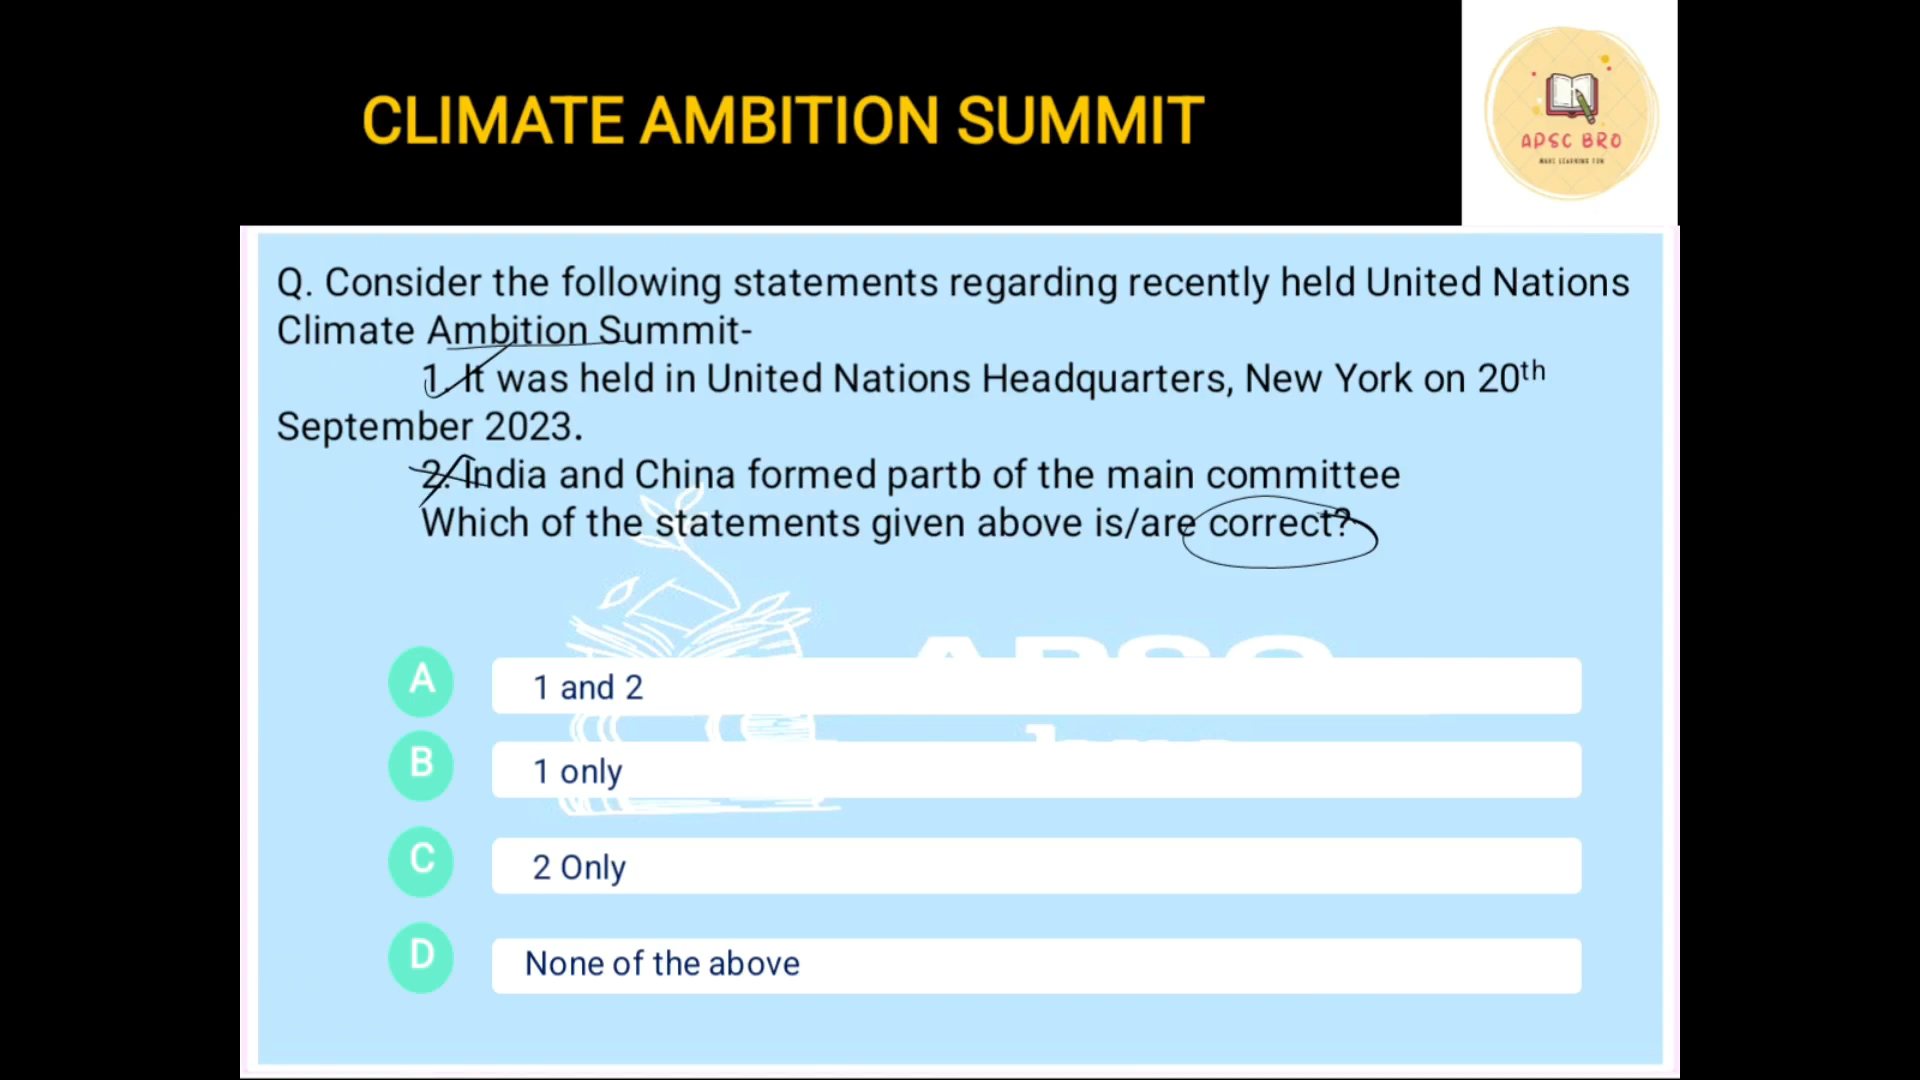 CLIMATE AMBITION SUMMIT
APSC BRO
MAKE LEARNING FUN
Q. Consider the following statements regarding recently held United Nations
Climate Ambition Summit-
1. It was held in United Nations Headquarters, New York on 20th
September 2023.
2. India and China formed partb of the main committee
Which of the statements given above is/are correct?
A 1 and 2
B 1 only
C 2 Only
D None of the above